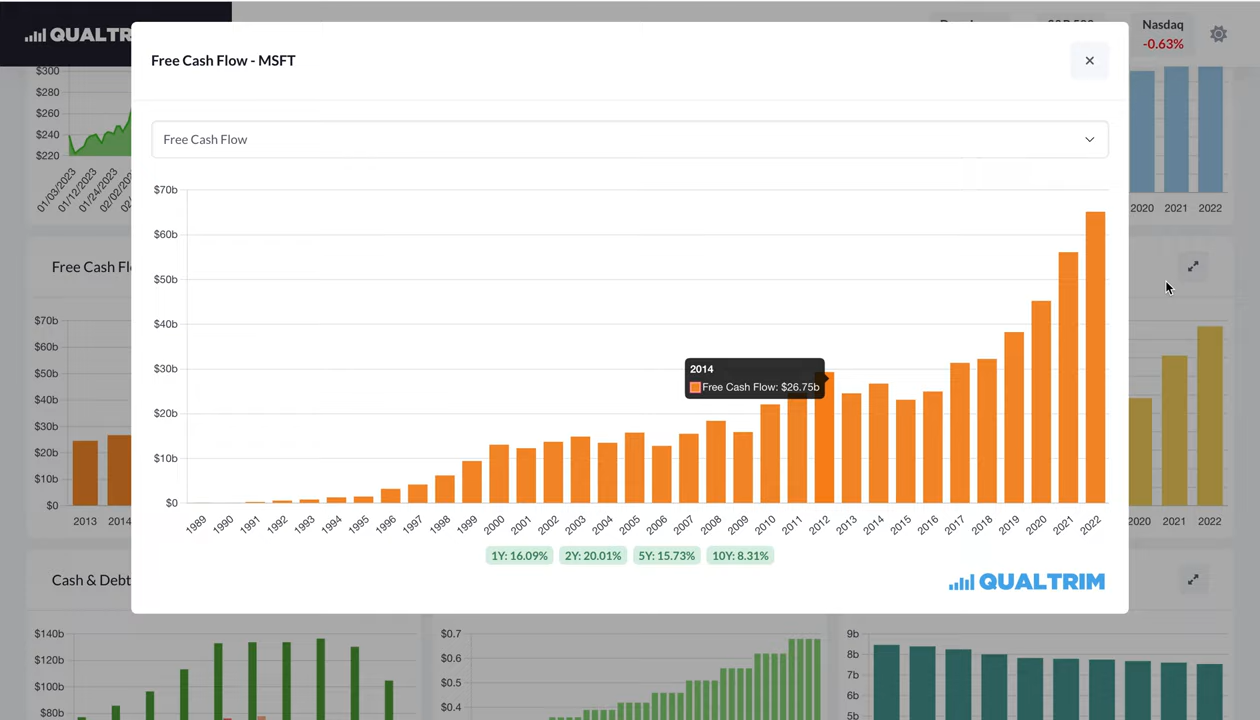 QUALTR
Nasdaq
-0.63%
Free Cash Flow - MSFT
×
Free Cash Flow
$300
$280
$260
$240
$220
01/03/2023
01/12/2023
01/24/2023
2020 2021 2022
$70b
$60b
$50b
$40b
$30b
$20b
$10b
$0
2014
Free Cash Flow: $26.75b
1989 1990 1991 1992 1993 1994 1995 1996 1997 1998 1999 2000 2001 2002 2003 2004 2005 2006 2007 2008 2009 2010 2011 2012 2013 2014 2015 2016 2017 2018 2019 2020 2021 2022
1Y: 16.09% 2Y: 20.01% 5Y: 15.73% 10Y: 8.31%
QUALTRIM
Free Cash Fl
$70b
$60b
$50b
$40b
$30b
$20b
$10b
$0
2013 2014
2020 2021 2022
Cash & Debt
$140b
$120b
$100b
$80b
$0.7
$0.6
$0.5
$0.4
9b
8b
7b
6b
5b